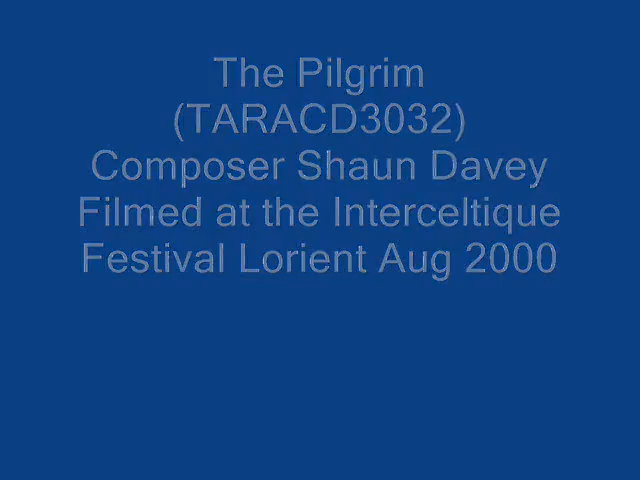 The Pilgrim
(TARACD3032)
Composer Shaun Davey
Filmed at the Interceltique
Festival Lorient Aug 2000